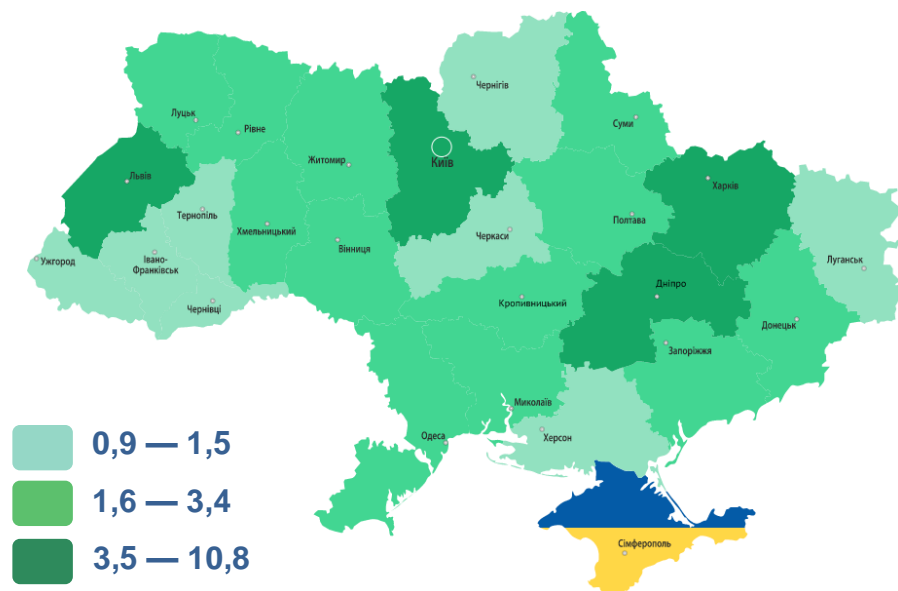 Чернігів
Луцьк
Рівне
Суми
Житомир
Київ
Львів
Харків
Тернопіль
Хмельницький
Полтава
Вінниця
Черкаси
Ужгород
Івано-
Франківськ
Луганськ
Чернівці
Дніпро
Кропивницький
Донецьк
Запоріжжя
Миколаїв
Одеса
Херсон
Сімферополь
0,9 — 1,5
1,6 — 3,4
3,5 — 10,8